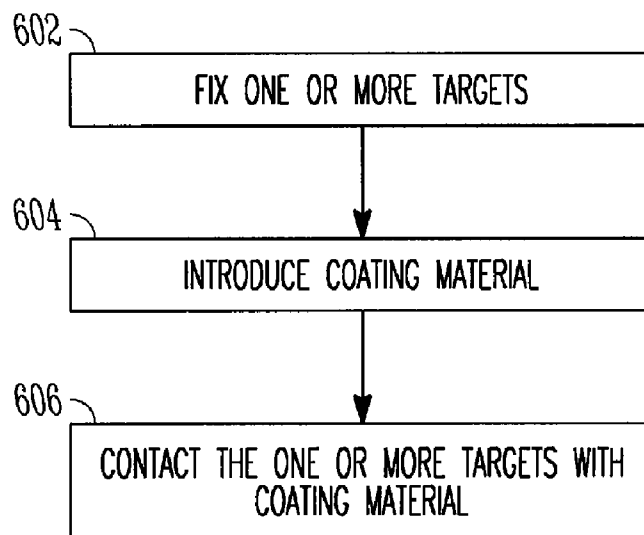 602
FIX ONE OR MORE TARGETS
604
INTRODUCE COATING MATERIAL
606
CONTACT THE ONE OR MORE TARGETS WITH
COATING MATERIAL